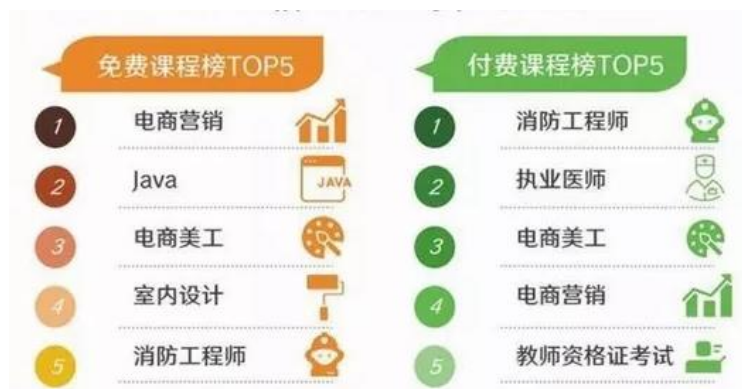 免费课程榜TOP5
1 电商营销
2 Java
JAVA
3 电商美工
4 室内设计
5 消防工程师
付费课程榜TOP5
1 消防工程师
2 执业医师
3 电商美工
4 电商营销
5 教师资格证考试